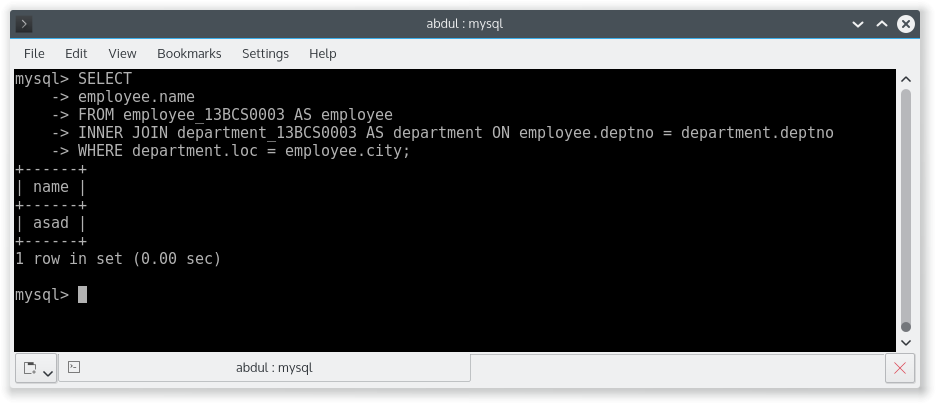 abdul : mysql
File Edit View Bookmarks Settings Help
mysql> SELECT
    -> employee.name
    -> FROM employee_13BCS0003 AS employee
    -> INNER JOIN department_13BCS0003 AS department ON employee.deptno = department.deptno
    -> WHERE department.loc = employee.city;
+------+
| name |
+------+
| asad |
+------+
1 row in set (0.00 sec)
mysql>
abdul : mysql